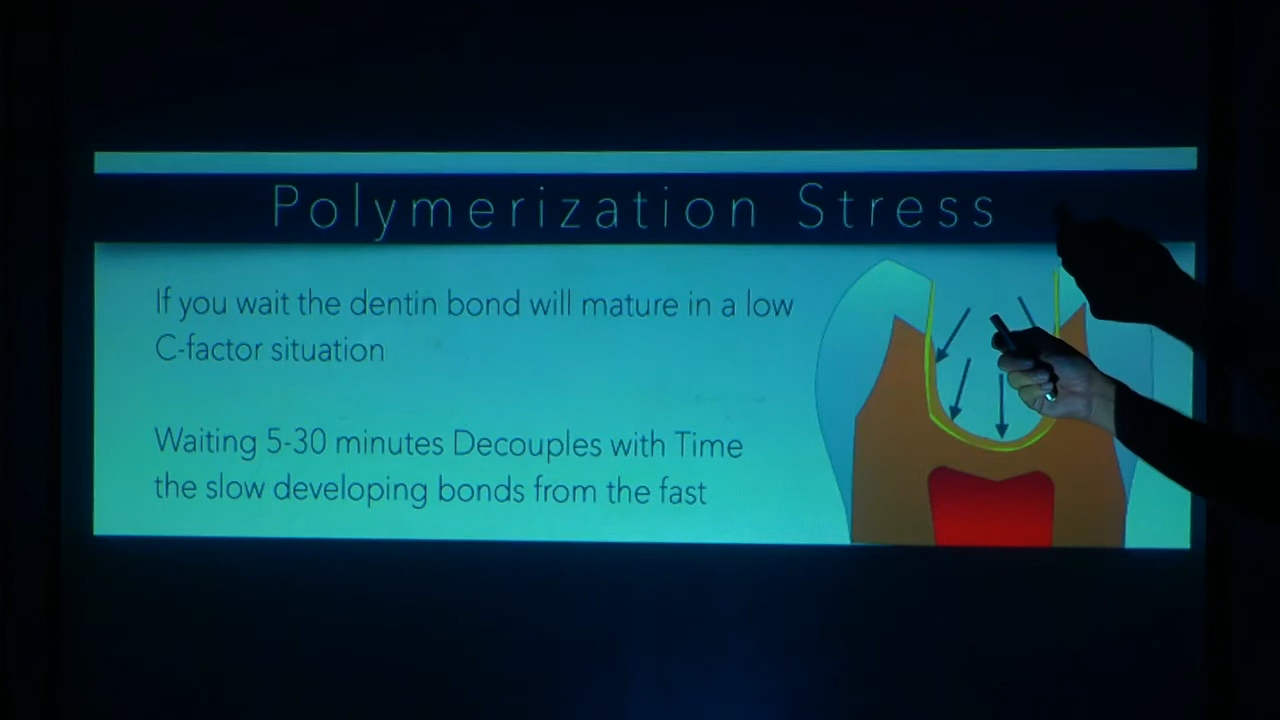 Polymerization Stress
If you wait the dentin bond will mature in a low
C-factor situation
Waiting 5-30 minutes Decouples with Time
the slow developing bonds from the fast